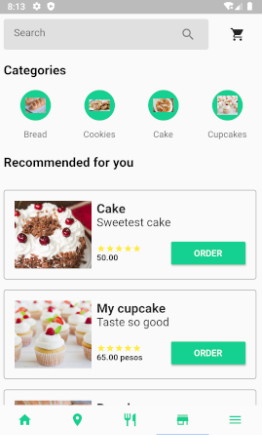 8:13
Search
Categories
Bread Cookies Cake Cupcakes
Recommended for you
Cake
Sweetest cake
50.00
ORDER
My cupcake
Taste so good
65.00 pesos
ORDER